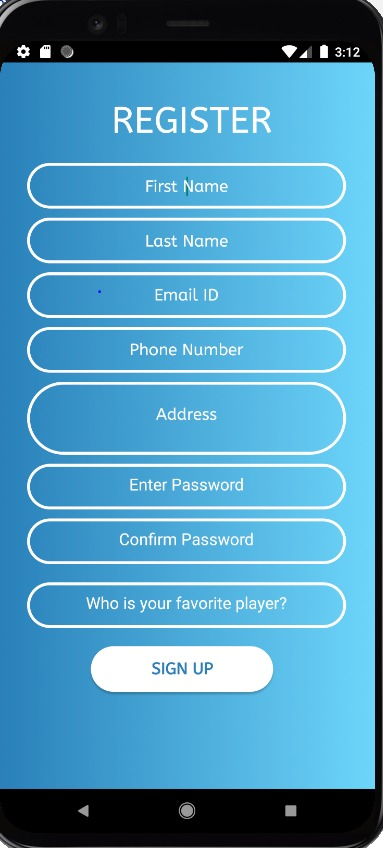 3:12
REGISTER
First Name
Last Name
Email ID
Phone Number
Address
Enter Password
Confirm Password
Who is your favorite player?
SIGN UP